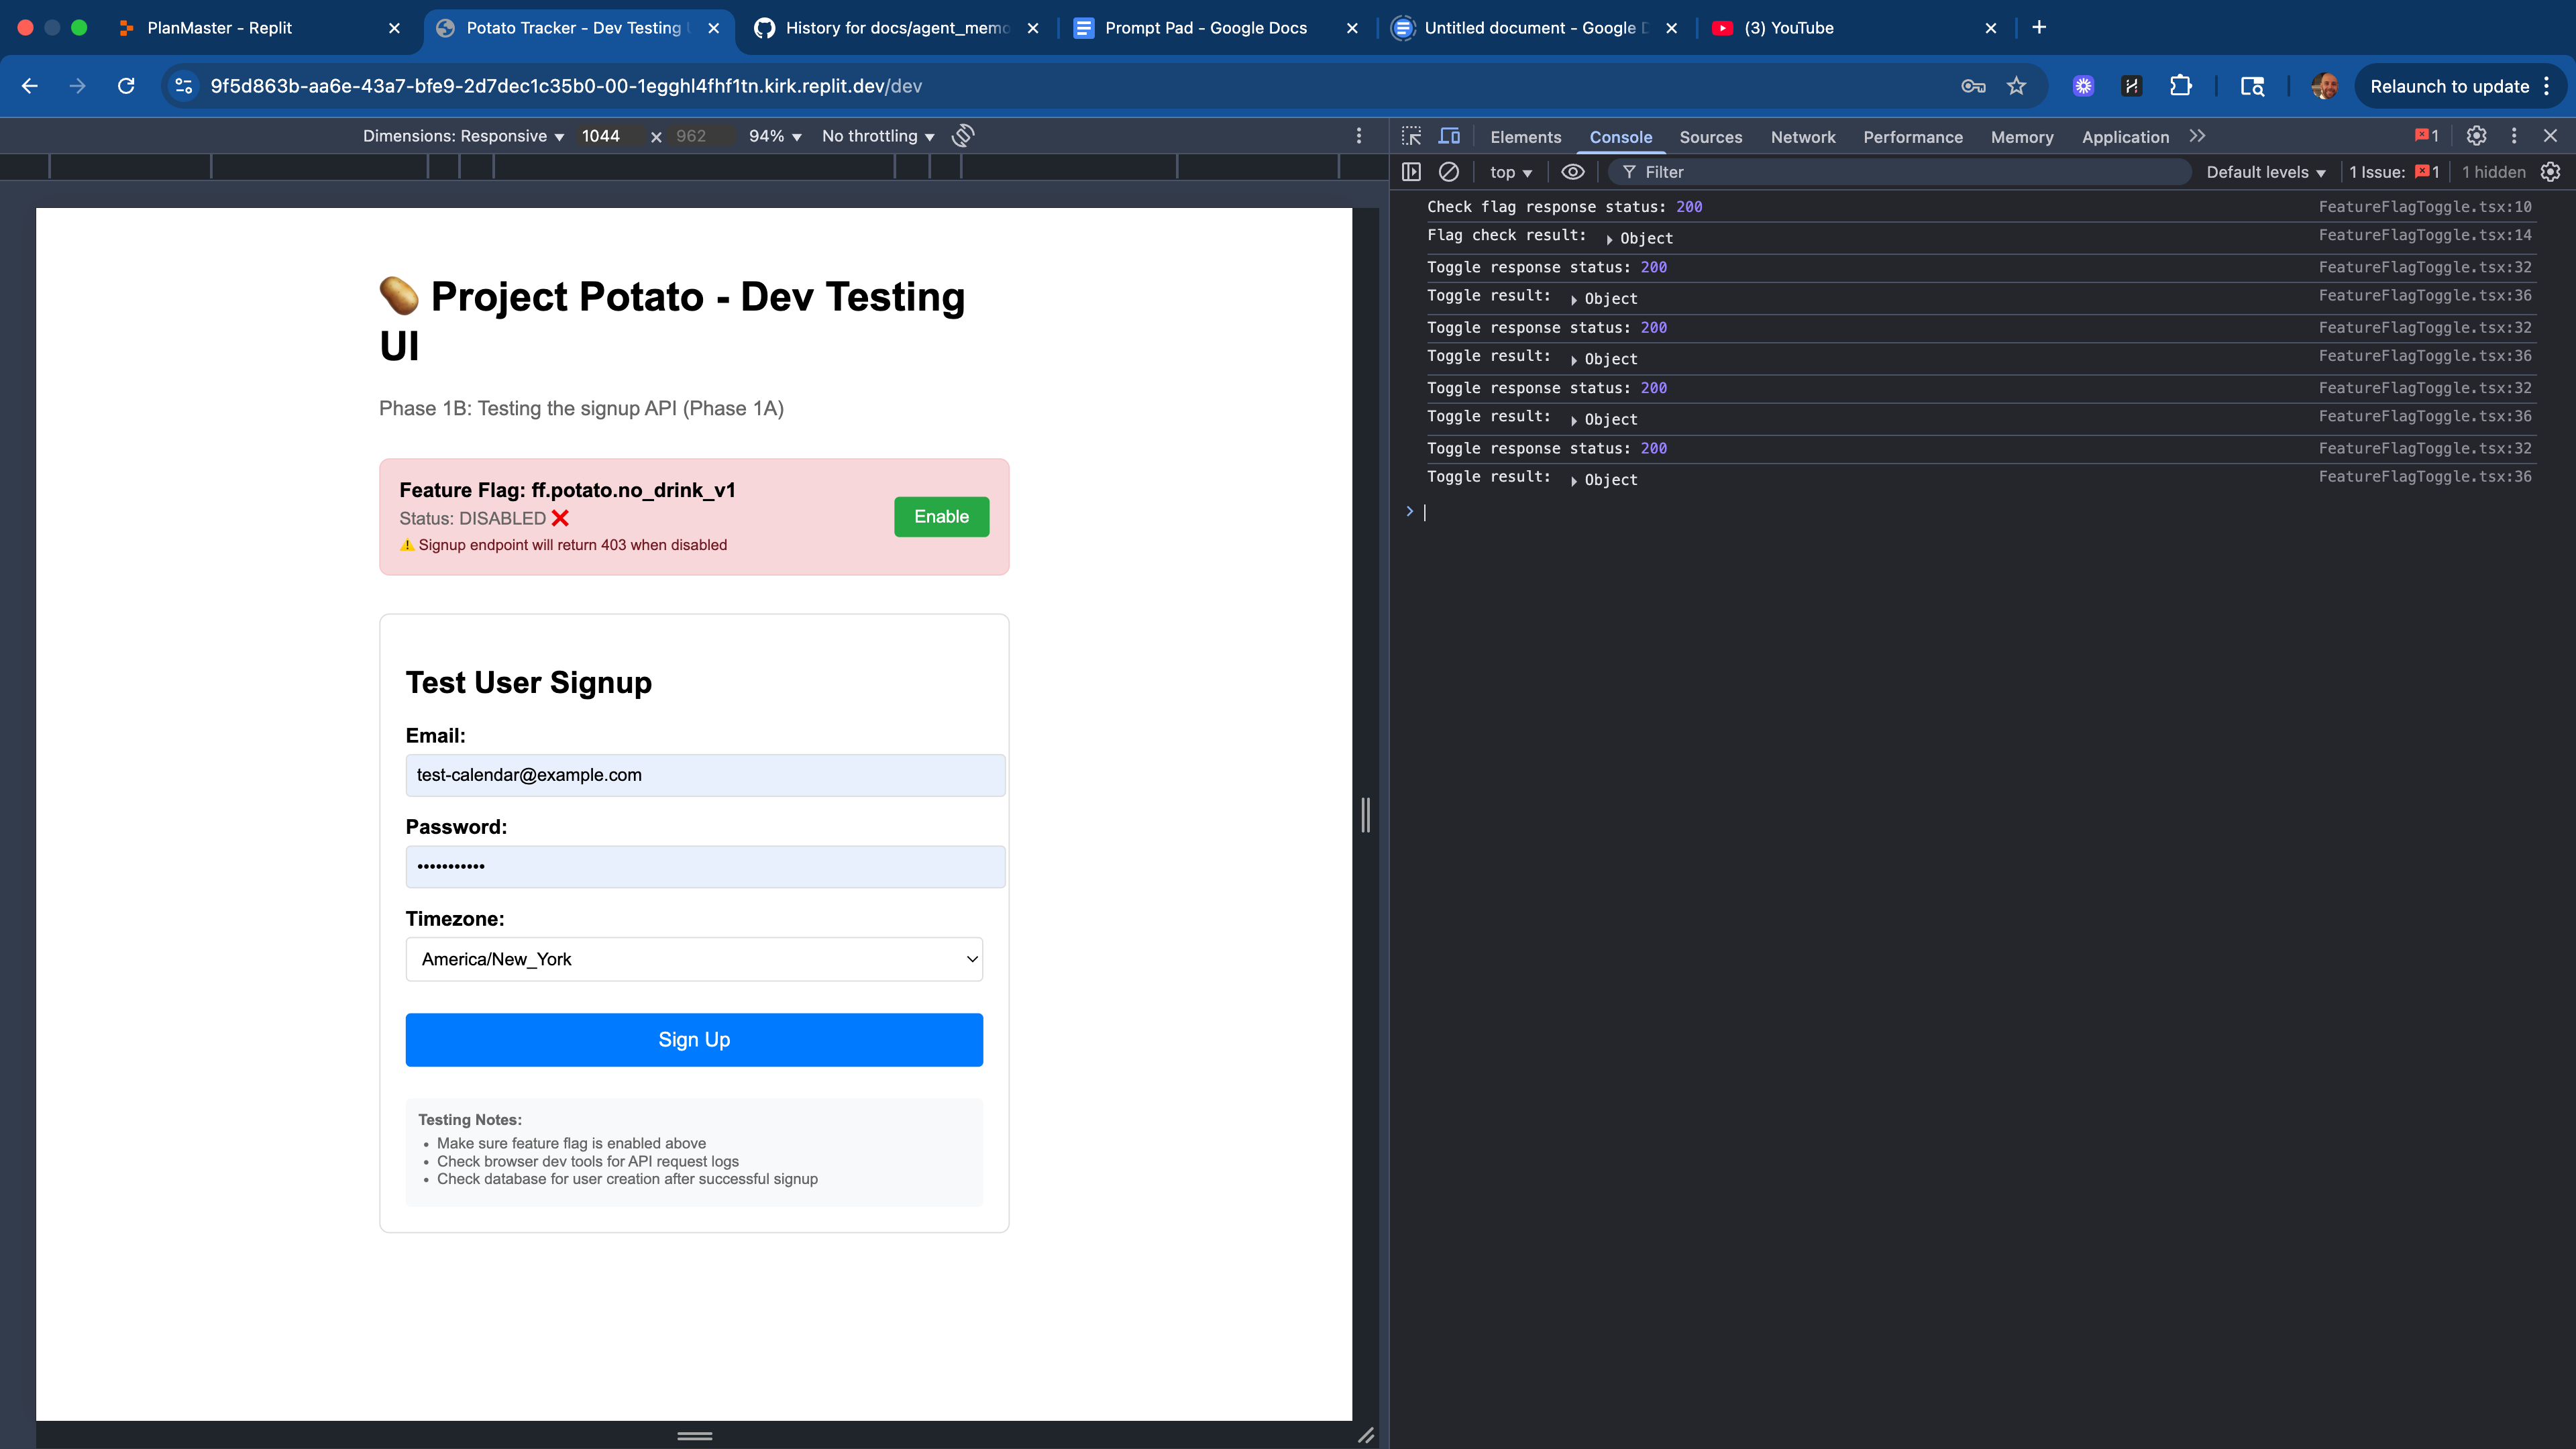 PlanMaster - Replit
Potato Tracker - Dev Testing
History for docs/agent_memo
Prompt Pad - Google Docs
Untitled document - Google
(3) YouTube
9f5d863b-aa6e-43a7-bfe9-2d7dec1c35b0-00-1egghl4fhf1tn.kirk.replit.dev/dev
Relaunch to update
Dimensions: Responsive 1044 × 962 94% No throttling
Elements Console Sources Network Performance Memory Application 1
top Filter Default levels 1 Issue: 1 1 hidden
🥔 Project Potato - Dev Testing
UI
Phase 1B: Testing the signup API (Phase 1A)
Feature Flag: ff.potato.no_drink_v1
Status: DISABLED ❌
⚠️ Signup endpoint will return 403 when disabled
Enable
Test User Signup
Email:
test-calendar@example.com
Password:
•••••••••••
Timezone:
America/New_York
Sign Up
Testing Notes:
• Make sure feature flag is enabled above
• Check browser dev tools for API request logs
• Check database for user creation after successful signup
Check flag response status: 200 FeatureFlagToggle.tsx:10
Flag check result: Object FeatureFlagToggle.tsx:14
Toggle response status: 200 FeatureFlagToggle.tsx:32
Toggle result: Object FeatureFlagToggle.tsx:36
Toggle response status: 200 FeatureFlagToggle.tsx:32
Toggle result: Object FeatureFlagToggle.tsx:36
Toggle response status: 200 FeatureFlagToggle.tsx:32
Toggle result: Object FeatureFlagToggle.tsx:36
Toggle response status: 200 FeatureFlagToggle.tsx:32
Toggle result: Object FeatureFlagToggle.tsx:36